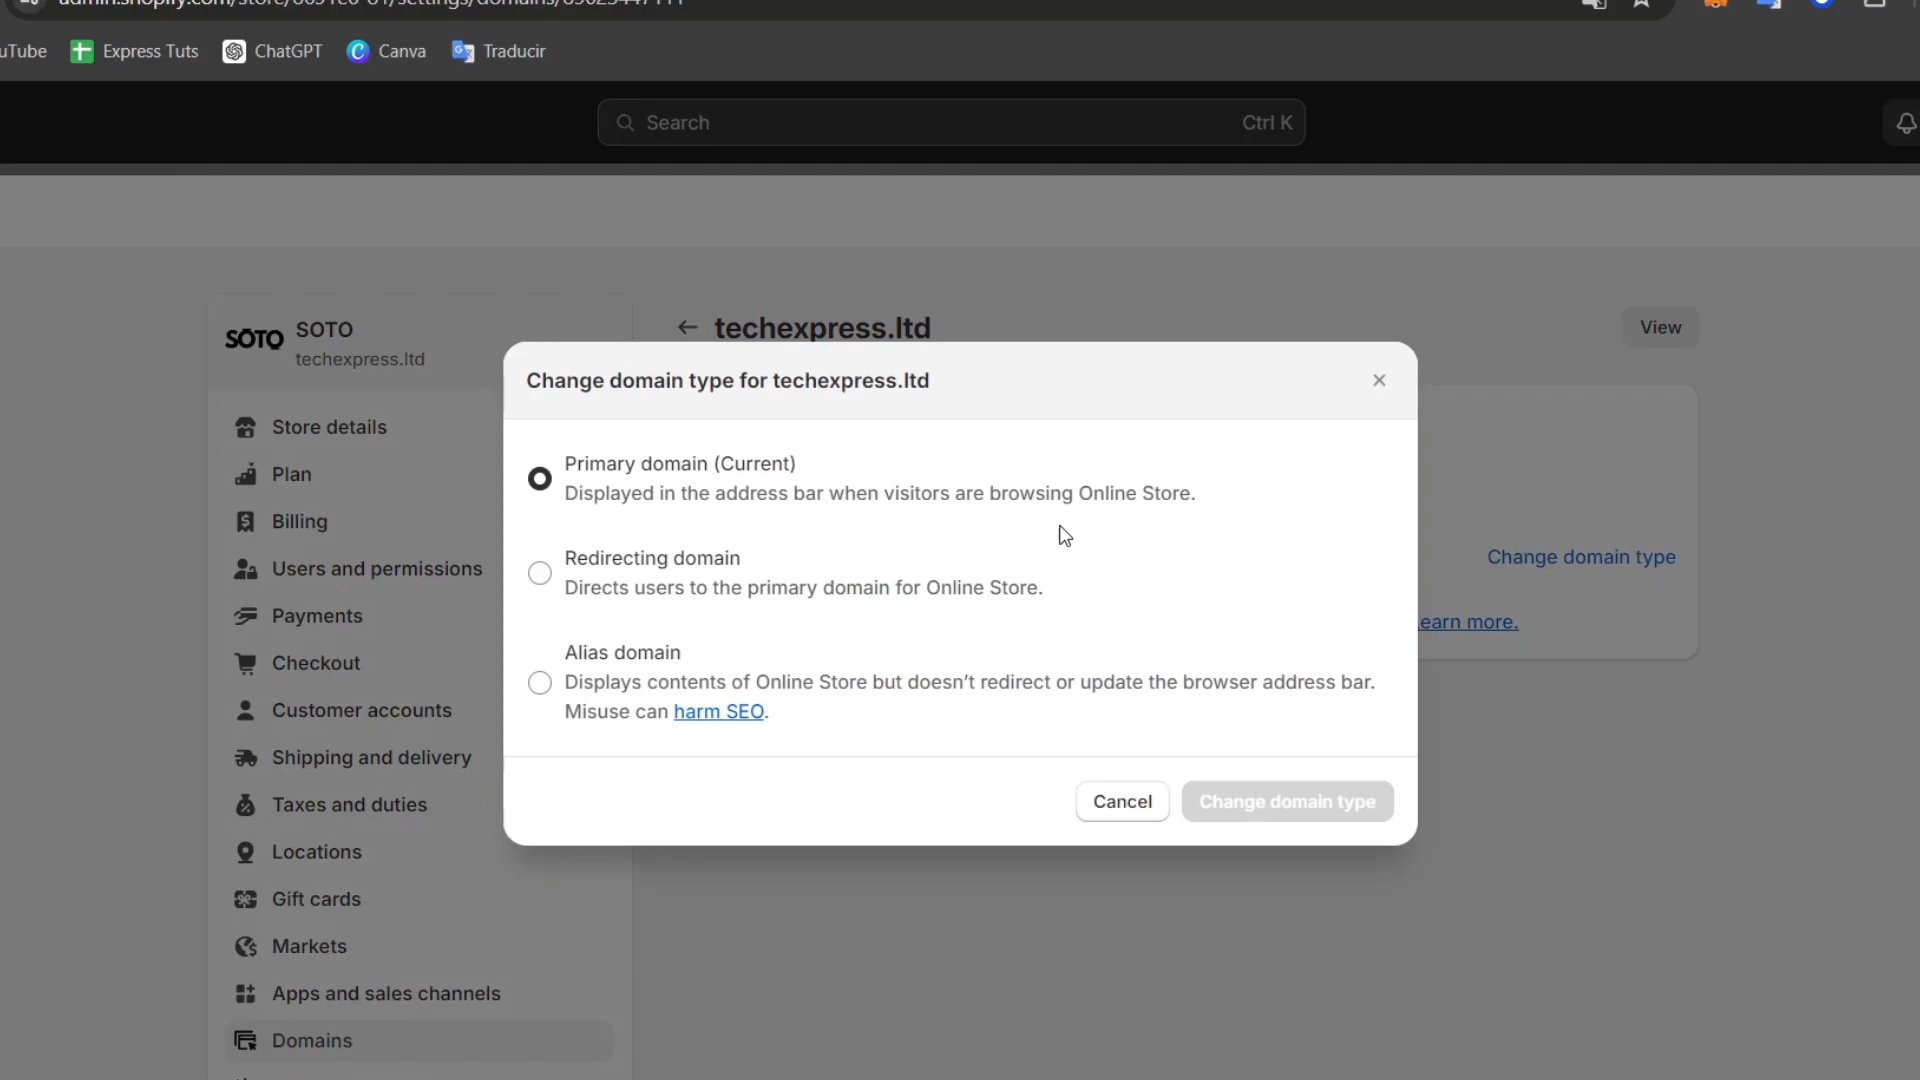 Express Tuts
ChatGPT
Canva
Traducir
Search
Ctrl K
SOTO
SOTO
techexpress.ltd
techexpress.ltd
View
Change domain type for techexpress.ltd
Primary domain (Current)
Displayed in the address bar when visitors are browsing Online Store.
Redirecting domain
Directs users to the primary domain for Online Store.
Alias domain
Displays contents of Online Store but doesn't redirect or update the browser address bar.
Misuse can harm SEO.
Cancel
Change domain type
Change domain type
earn more.
Store details
Plan
Billing
Users and permissions
Payments
Checkout
Customer accounts
Shipping and delivery
Taxes and duties
Locations
Gift cards
Markets
Apps and sales channels
Domains